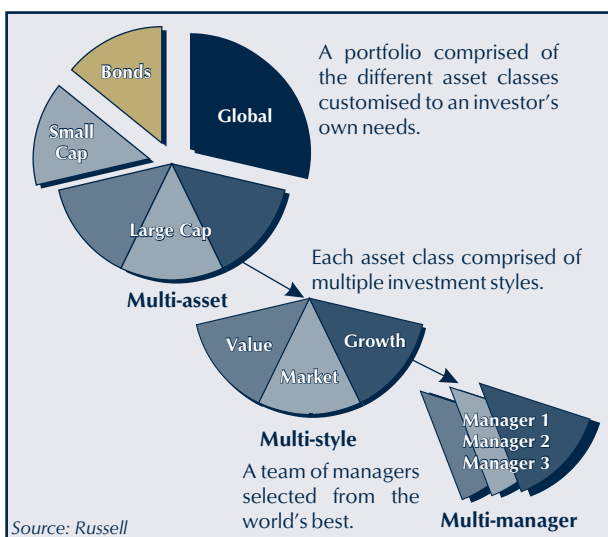 Bonds
Global
Small
Cap
Large Cap
Multi-asset
A portfolio comprised of
the different asset classes
customised to an investor's
own needs.
Each asset class comprised of
multiple investment styles.
Value
Market
Growth
Multi-style
A team of managers
selected from the
world's best.
Manager 1
Manager 2
Manager 3
Multi-manager
Source: Russell